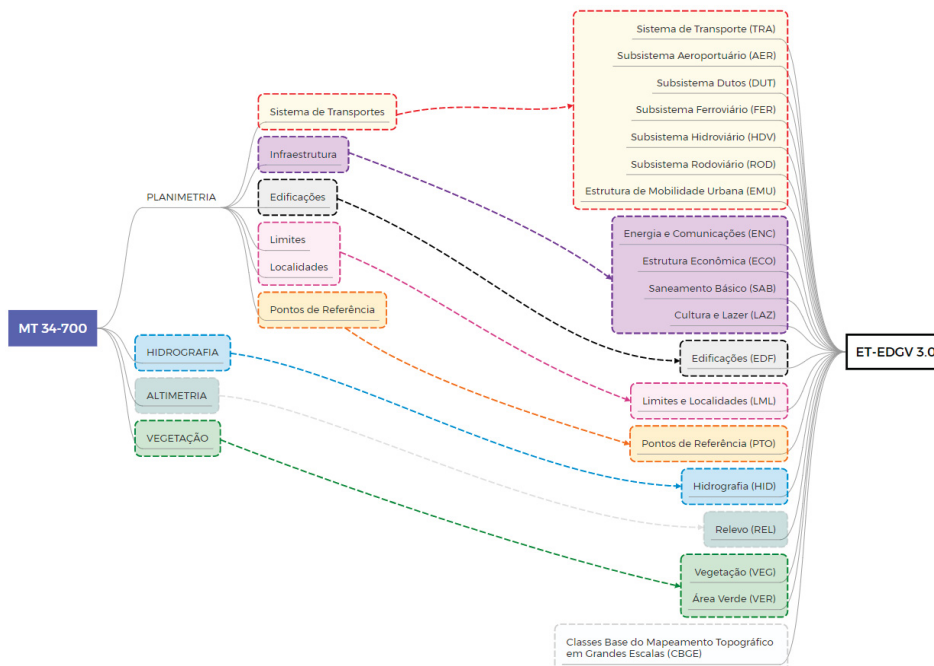 MT 34-700
PLANIMETRIA
Sistema de Transportes
Infraestrutura
Edificações
Limites
Localidades
Pontos de Referência
HIDROGRAFIA
ALTIMETRIA
VEGETAÇÃO
Sistema de Transporte (TRA)
Subsistema Aeroportuário (AER)
Subsistema Dutos (DUT)
Subsistema Ferroviário (FER)
Subsistema Hidroviário (HDV)
Subsistema Rodoviário (ROD)
Estrutura de Mobilidade Urbana (EMU)
Energia e Comunicações (ENC)
Estrutura Econômica (ECO)
Saneamento Básico (SAB)
Cultura e Lazer (LAZ)
Edificações (EDF)
Limites e Localidades (LML)
Pontos de Referência (PTO)
Hidrografia (HID)
Relevo (REL)
Vegetação (VEG)
Área Verde (VER)
Classes Base do Mapeamento Topográfico
em Grandes Escalas (CBGE)
ET-EDGV 3.0